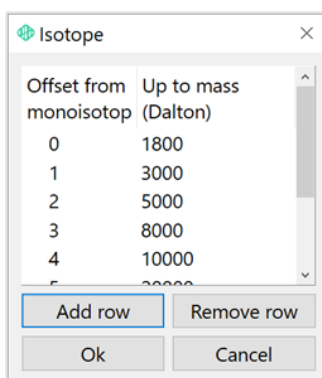 Isotope
Offset from Up to mass
monoisotop (Dalton)
0 1800
1 3000
2 5000
3 8000
4 10000
Add row Remove row
Ok Cancel